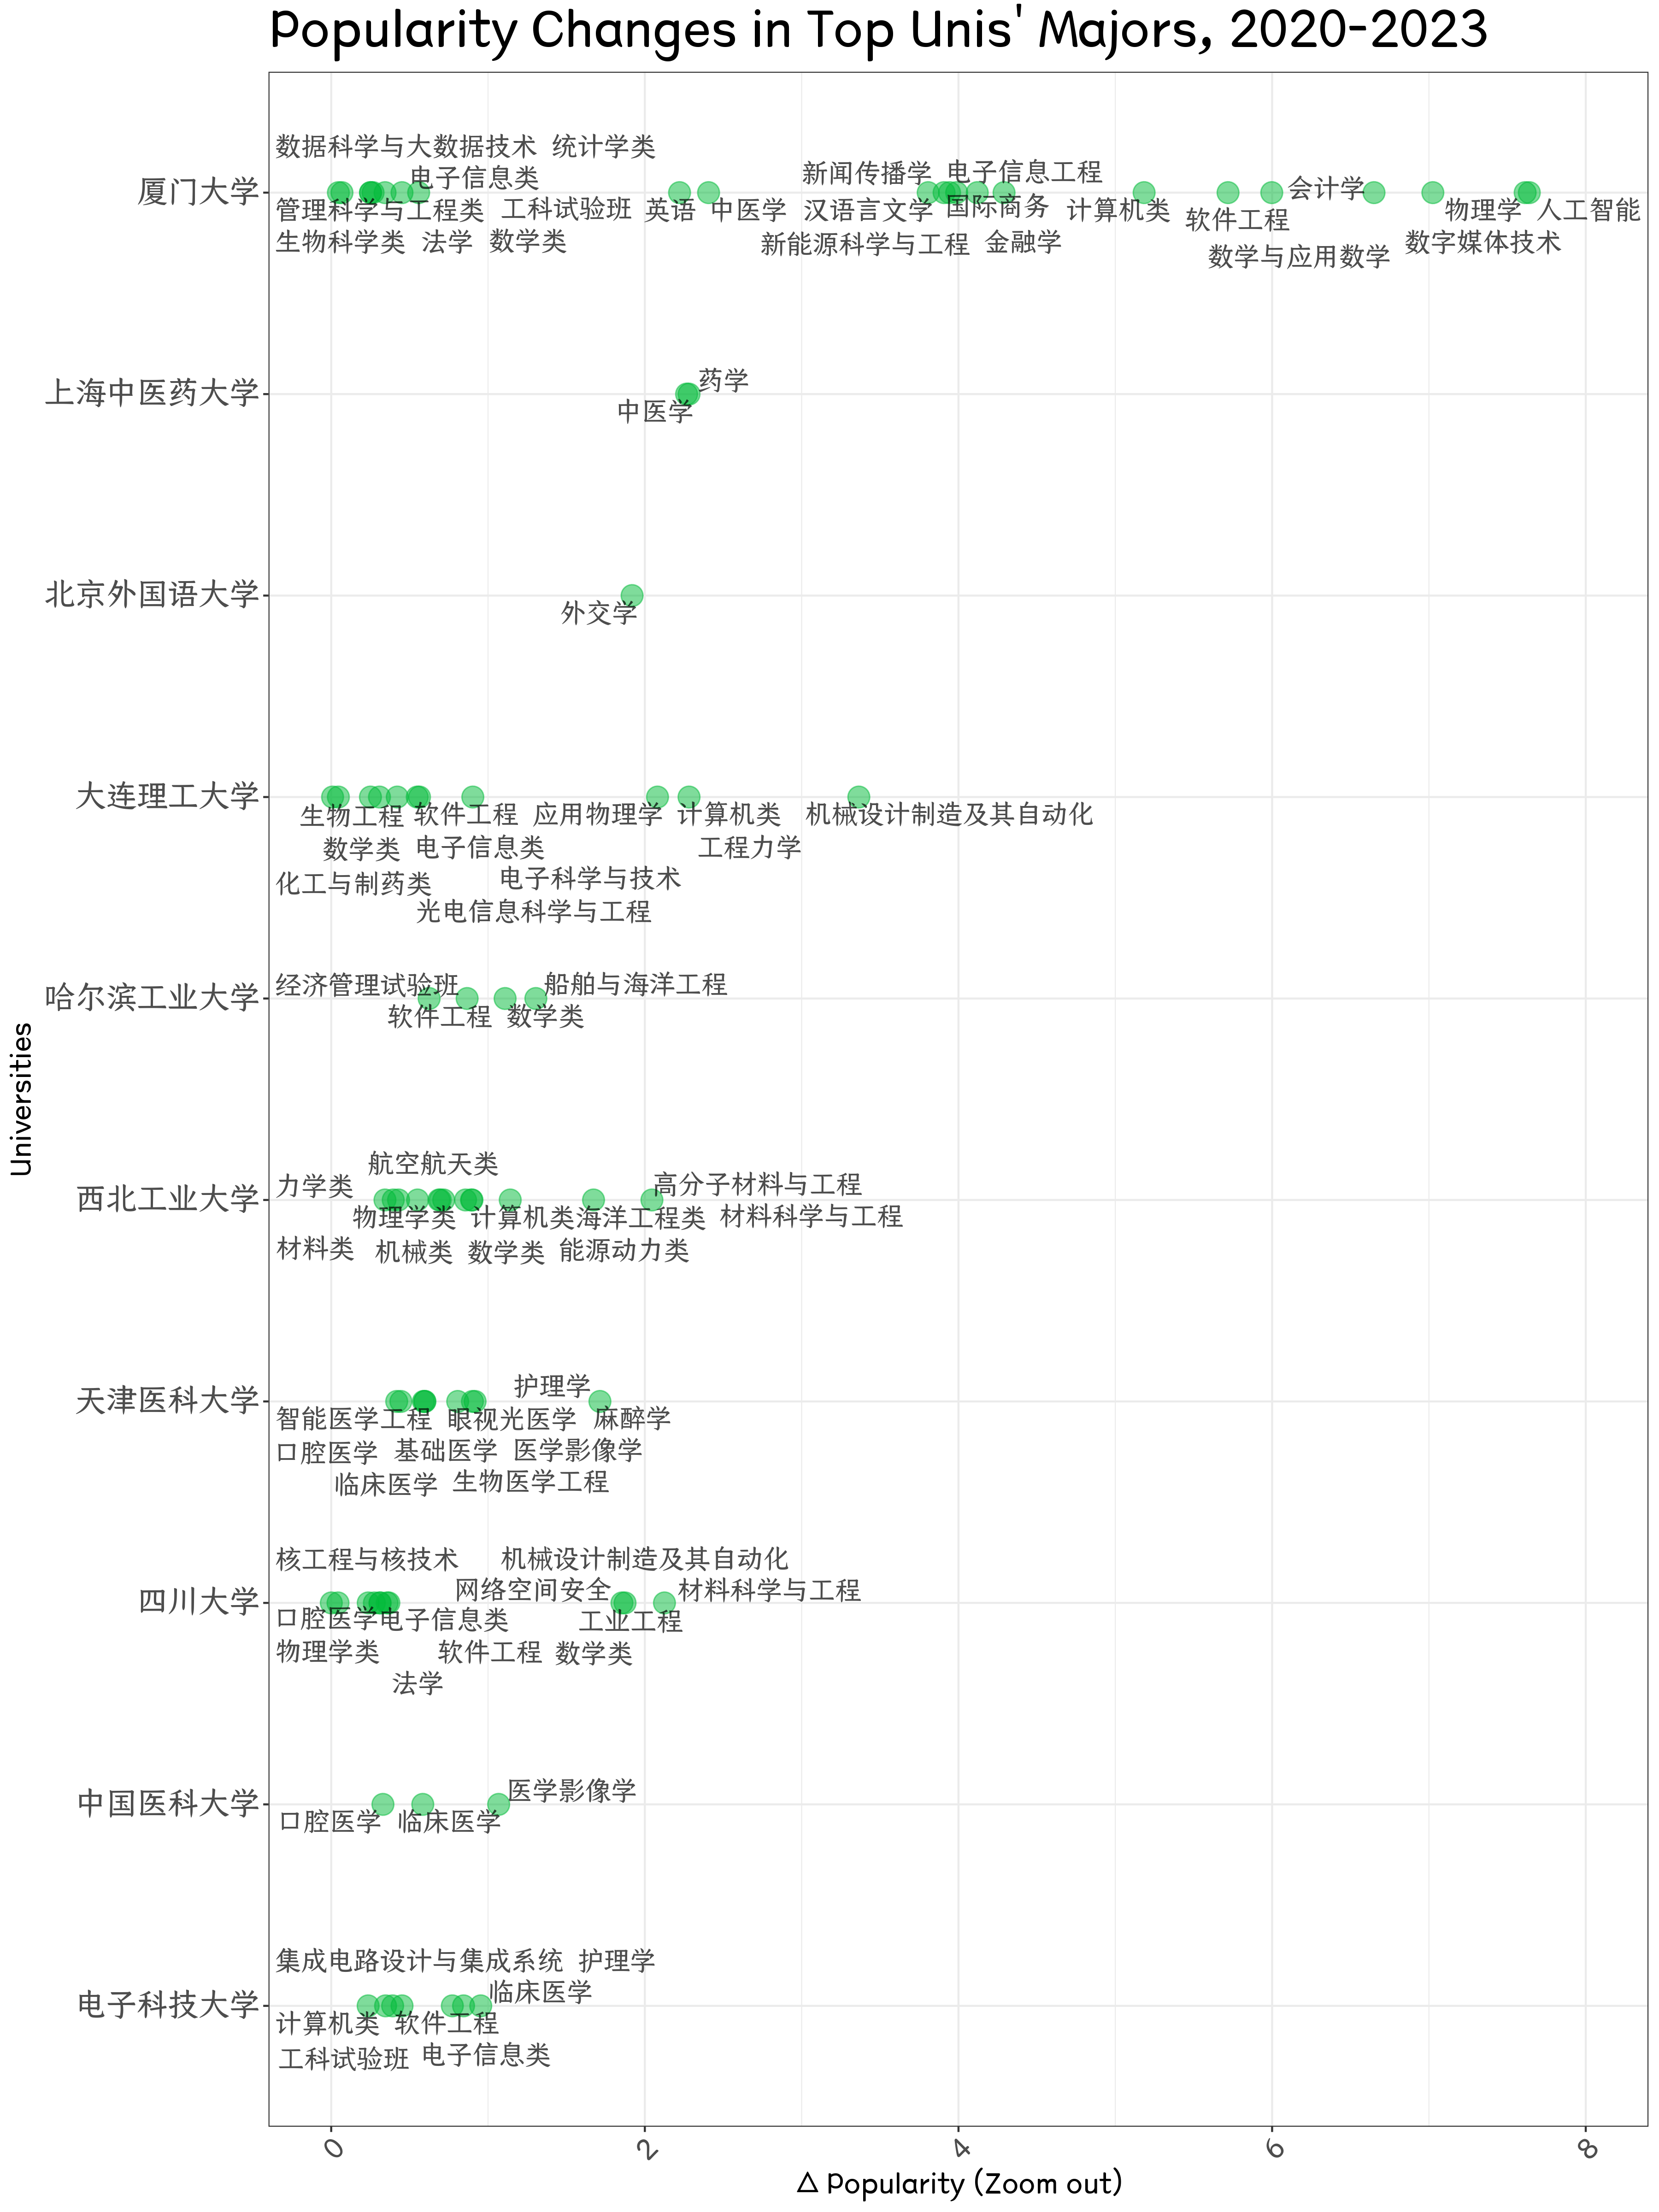 Popularity Changes in Top Unis' Majors, 2020-2023
数据科学与大数据技术 统计学类
电子信息类 新闻传播学 电子信息工程
厦门大学 会计学
管理科学与工程类 工科试验班 英语 中医学 汉语言文学 国际商务 计算机类 软件工程 物理学 人工智能
生物科学类 法学 数学类 新能源科学与工程 金融学 数字媒体技术
数学与应用数学
药学
上海中医药大学
中医学
北京外国语大学
外交学
大连理工大学
生物工程 软件工程 应用物理学 计算机类 机械设计制造及其自动化
数学类 电子信息类 工程力学
化工与制药类 电子科学与技术
光电信息科学与工程
经济管理试验班 船舶与海洋工程
哈尔滨工业大学
软件工程 数学类
航空航天类
力学类 高分子材料与工程
西北工业大学
物理学类 计算机类 海洋工程类 材料科学与工程
材料类 机械类 数学类 能源动力类
护理学
天津医科大学
智能医学工程 眼视光医学 麻醉学
口腔医学 基础医学 医学影像学
临床医学 生物医学工程
核工程与核技术 机械设计制造及其自动化
网络空间安全 材料科学与工程
四川大学
口腔医学 电子信息类 工业工程
物理学类 软件工程 数学类
法学
医学影像学
中国医科大学
口腔医学 临床医学
集成电路设计与集成系统 护理学
临床医学
电子科技大学
计算机类 软件工程
工科试验班 电子信息类
0 2 4 6 8
△ Popularity (Zoom out)
Universities